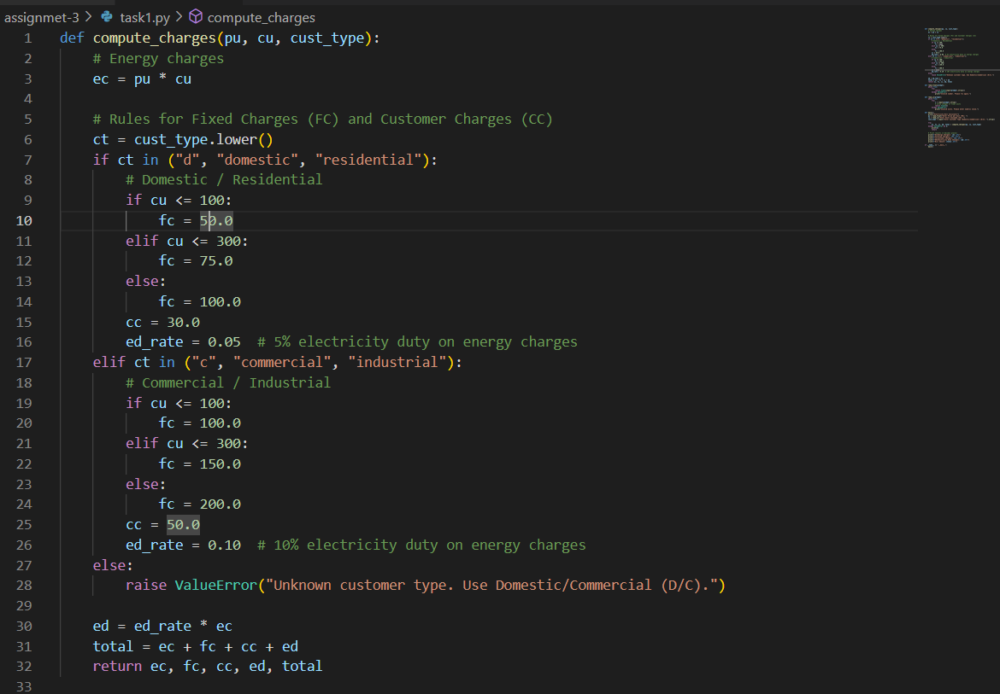 assignmet-3 > task1.py > compute_charges
1 def compute_charges(pu, cu, cust_type):
2     # Energy charges
3     ec = pu * cu
4
5     # Rules for Fixed Charges (FC) and Customer Charges (CC)
6     ct = cust_type.lower()
7     if ct in ("d", "domestic", "residential"):
8         # Domestic / Residential
9         if cu <= 100:
10             fc = 50.0
11         elif cu <= 300:
12             fc = 75.0
13         else:
14             fc = 100.0
15         cc = 30.0
16         ed_rate = 0.05  # 5% electricity duty on energy charges
17     elif ct in ("c", "commercial", "industrial"):
18         # Commercial / Industrial
19         if cu <= 100:
20             fc = 100.0
21         elif cu <= 300:
22             fc = 150.0
23         else:
24             fc = 200.0
25         cc = 50.0
26         ed_rate = 0.10  # 10% electricity duty on energy charges
27     else:
28         raise ValueError("Unknown customer type. Use Domestic/Commercial (D/C).")
29
30     ed = ed_rate * ec
31     total = ec + fc + cc + ed
32     return ec, fc, cc, ed, total
33